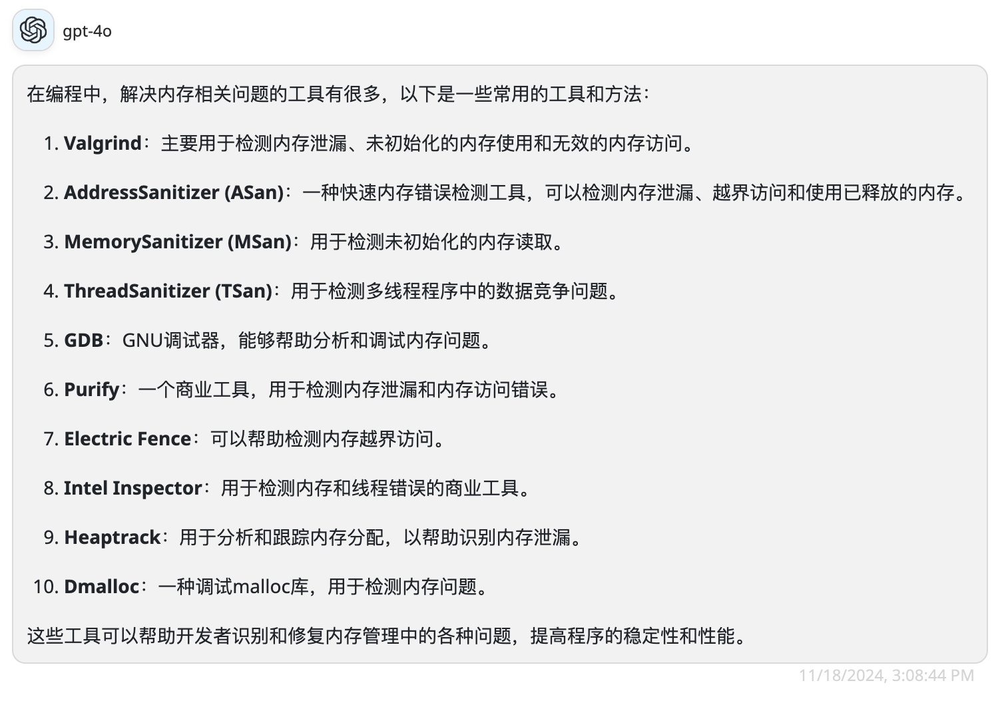 gpt-4o
在编程中，解决内存相关问题的工具有很多，以下是一些常用的工具和方法：
1. Valgrind：主要用于检测内存泄漏、未初始化的内存使用和无效的内存访问。
2. AddressSanitizer (ASan)：一种快速内存错误检测工具，可以检测内存泄漏、越界访问和使用已释放的内存。
3. MemorySanitizer (MSan)：用于检测未初始化的内存读取。
4. ThreadSanitizer (TSan)：用于检测多线程程序中的数据竞争问题。
5. GDB：GNU调试器，能够帮助分析和调试内存问题。
6. Purify：一个商业工具，用于检测内存泄漏和内存访问错误。
7. Electric Fence：可以帮助检测内存越界访问。
8. Intel Inspector：用于检测内存和线程错误的商业工具。
9. Heaptrack：用于分析和跟踪内存分配，以帮助识别内存泄漏。
10. Dmalloc：一种调试malloc库，用于检测内存问题。
这些工具可以帮助开发者识别和修复内存管理中的各种问题，提高程序的稳定性和性能。
11/18/2024, 3:08:44 PM